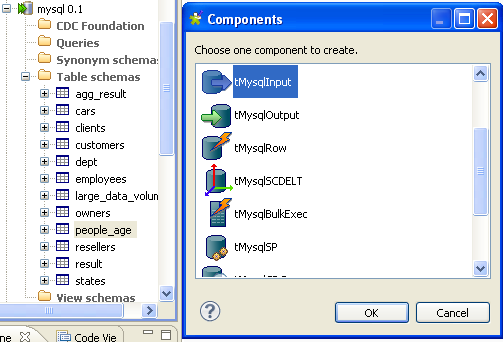 mysql 0.1
CDC Foundation
Queries
Synonym schemas
Table schemas
agg_result
cars
clients
customers
dept
employees
large_data_volun
owners
people_age
resellers
result
states
View schemas
ne
Code Vie
Components
Choose one component to create.
tMysqlInput
tMysqlOutput
tMysqlRow
tMysqlSCDELT
tMysqlBulkExec
tMysqlSP
OK
Cancel